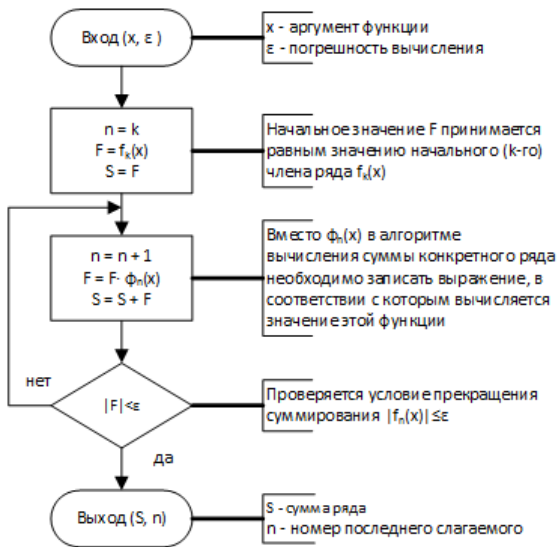 Вход (x, ε)
x - аргумент функции
ε - погрешность вычисления
n = k
F = fₖ(x)
S = F
Начальное значение F принимается
равным значению начального (k-го)
члена ряда fₖ(x)
n = n + 1
F = F· ϕₙ(x)
S = S + F
Вместо ϕₙ(x) в алгоритме
вычисления суммы конкретного ряда
необходимо записать выражение, в
соответствии с которым вычисляется
значение этой функции
нет
|F|<ε
Проверяется условие прекращения
суммирования |fₙ(x)|≤ε
да
Выход (S, n)
S - сумма ряда
n - номер последнего слагаемого